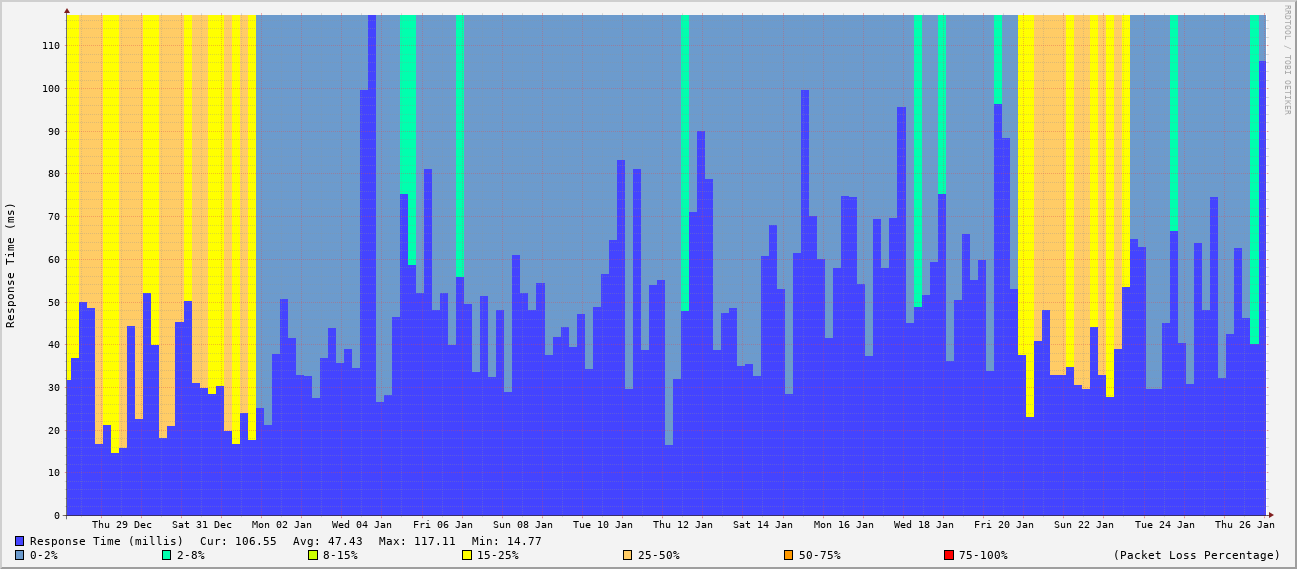 RRDTOOL / TOBI OETIKER
Response Time (ms)
110
100
90
80
70
60
50
40
30
20
10
0
Thu 29 Dec Sat 31 Dec Mon 02 Jan Wed 04 Jan Fri 06 Jan Sun 08 Jan Tue 10 Jan Thu 12 Jan Sat 14 Jan Mon 16 Jan Wed 18 Jan Fri 20 Jan Sun 22 Jan Tue 24 Jan Thu 26 Jan
Response Time (millis) Cur: 106.55 Avg: 47.43 Max: 117.11 Min: 14.77
0-2% 2-8% 8-15% 15-25% 25-50% 50-75% 75-100% (Packet Loss Percentage)